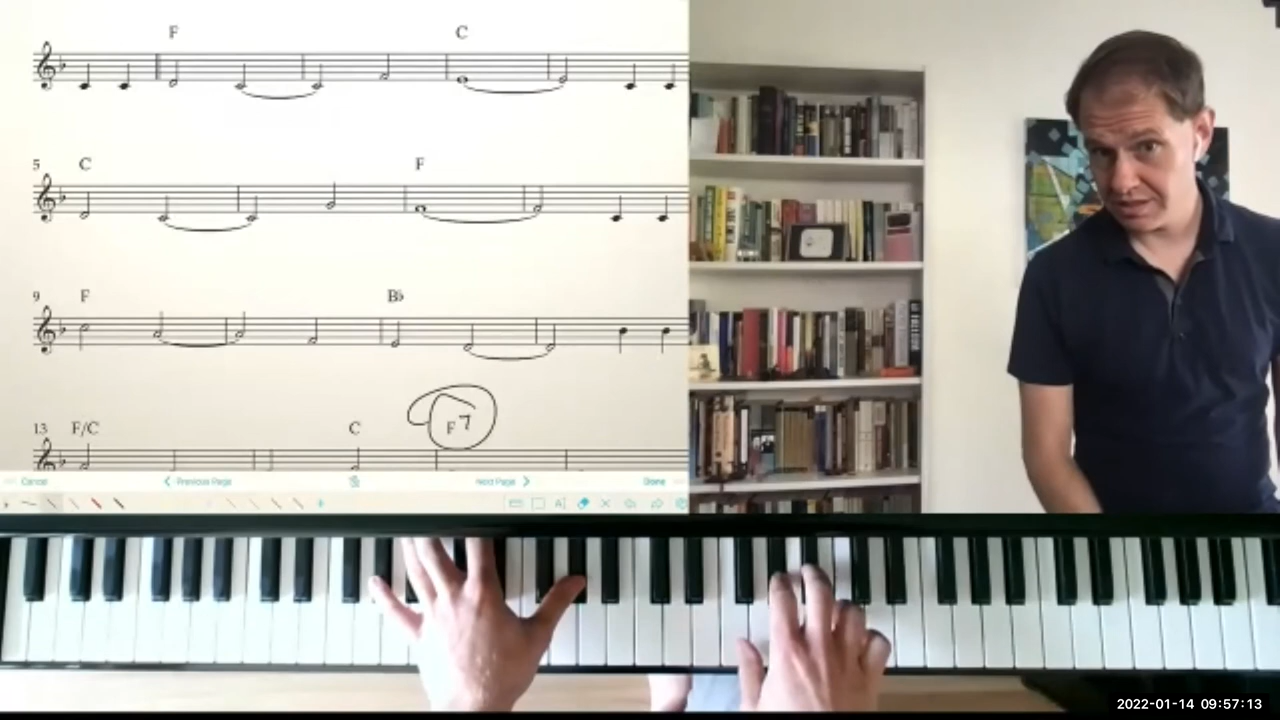 F C
5 C F
9 F B♭
13 F/C C F7
Cancel Previous Page Next Page Done
2022-01-14 09:57:13